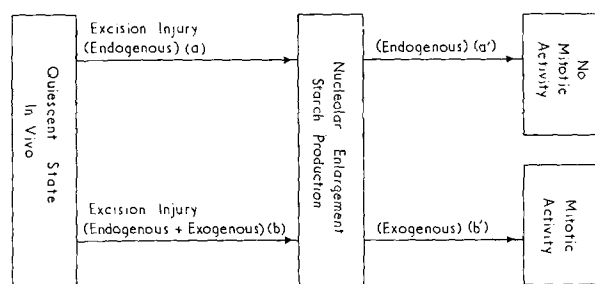 Quiescent State
In Vivo
Excision Injury
(Endogenous) (a)
Excision Injury
(Endogenous + Exogenous) (b)
Nucleolar Enlargement
Starch Production
(Endogenous) (a')
(Exogenous) (b')
No
Mitotic
Activity
Mitotic
Activity